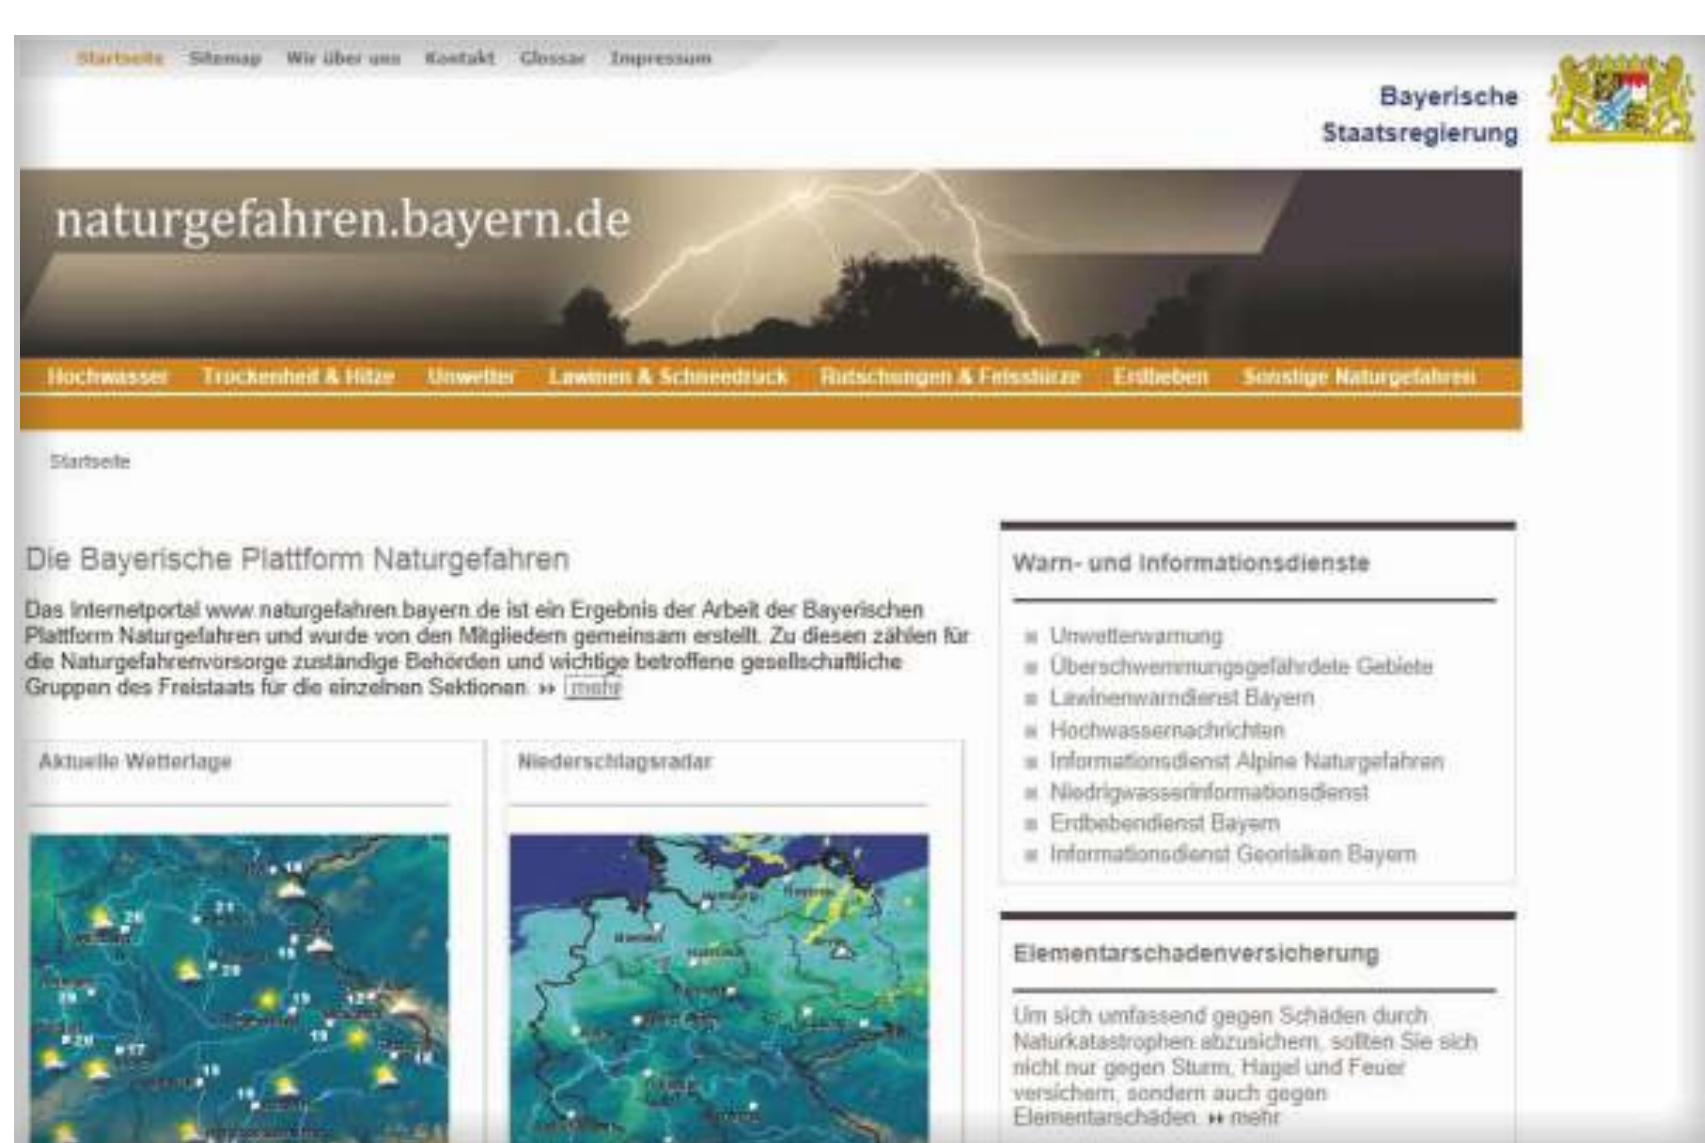 Startseite Sitemap Wir über uns Kontakt Glossar Impressum
Bayerische
Staatsregierung
naturgefahren.bayern.de
Hochwasser Trockenheit & Hitze Unwetter Lawinen & Schneedruck Rutschungen & Felsstürze Erdbeben Sonstige Naturgefahren
Startseite
Die Bayerische Plattform Naturgefahren
Das Internetportal www.naturgefahren.bayern.de ist ein Ergebnis der Arbeit der Bayerischen
Plattform Naturgefahren und wurde von den Mitgliedern gemeinsam erstellt. Zu diesen zählen für
die Naturgefahrenvorsorge zuständige Behörden und wichtige betroffene gesellschaftliche
Gruppen des Freistaats für die einzelnen Sektionen. » mehr
Aktuelle Wetterlage
Niederschlagsradar
Warn- und Informationsdienste
Unwetterwarnung
Überschwemmungsgefährdete Gebiete
Lawinenwarndienst Bayern
Hochwassernachrichten
Informationsdienst Alpine Naturgefahren
Niedrigwasserinformationsdienst
Erdbebendienst Bayern
Informationsdienst Georisiken Bayern
Elementarschadenversicherung
Um sich umfassend gegen Schäden durch
Naturkatastrophen abzusichern, sollten Sie sich
nicht nur gegen Sturm, Hagel und Feuer
versichern, sondern auch gegen
Elementarschäden. » mehr